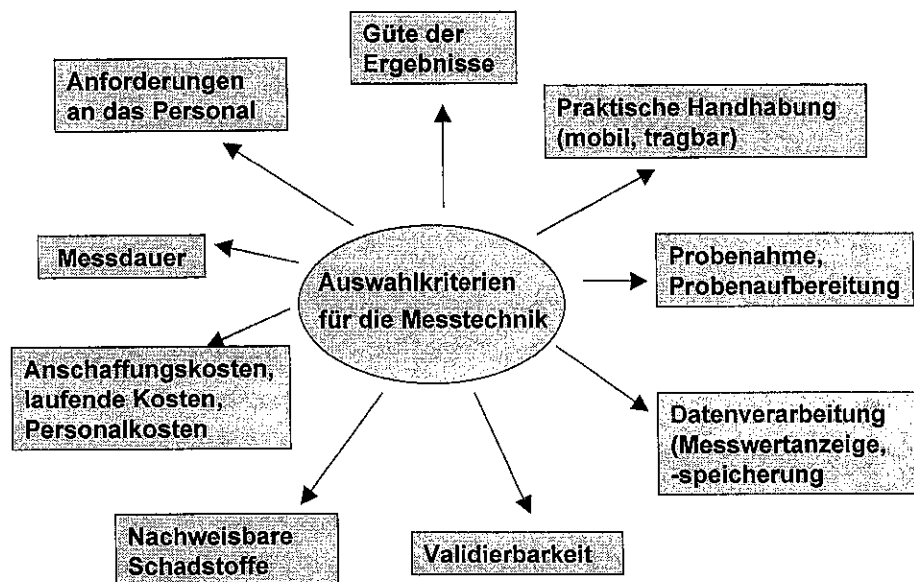 Güte der
Ergebnisse
Anforderungen
an das Personal
Praktische Handhabung
(mobil, tragbar)
Messdauer
Auswahlkriterien
für die Messtechnik
Probenahme,
Probenaufbereitung
Anschaffungskosten,
laufende Kosten,
Personalkosten
Datenverarbeitung
(Messwertanzeige,
-speicherung
Nachweisbare
Schadstoffe
Validierbarkeit